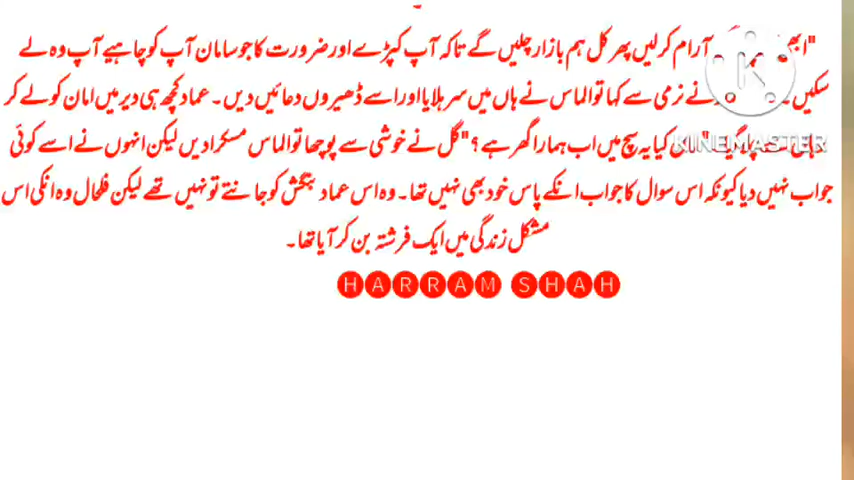 "ابھی آرام کرلیں پھر کل ہم بازار چلیں گے تاکہ آپ کپڑے اور ضرورت کا جو سامان آپ کو چاہیے آپ وہ لے
سکیں نے نرمی سے کہا تو الماس نے ہاں میں سر ہلایا اور اسے ڈھیروں دعائیں دیں۔ عماد کچھ ہی دیر میں امان کو لے کر
کیا یہ سچ میں اب ہمارا گھر ہے؟" گل نے خوشی سے پوچھا تو الماس مسکرا دیں لیکن انہوں نے اسے کوئی
جواب نہیں دیا کیونکہ اس سوال کا جواب انکے پاس خود بھی نہیں تھا۔ وہ اس عماد بنگش کو جانتے تو نہیں تھے لیکن فلحال وہ انکی اس
مشکل زندگی میں ایک فرشتہ بن کر آیا تھا۔
HARRAM SHAH
KINEMASTER